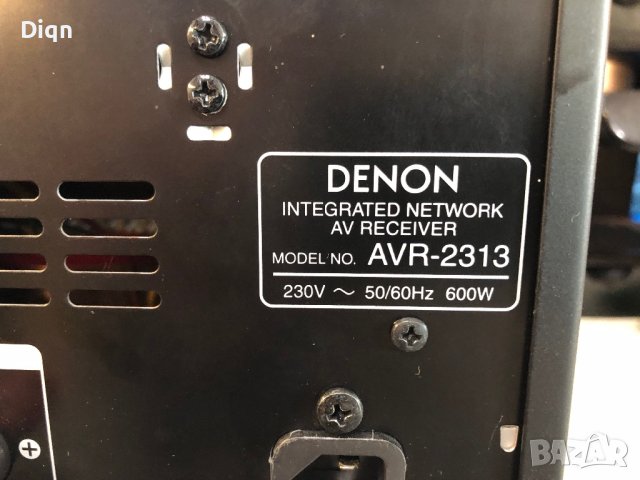 Diqn
DENON
INTEGRATED NETWORK
AV RECEIVER
MODEL NO. AVR-2313
230V ～ 50/60Hz 600W
+
BAZAR